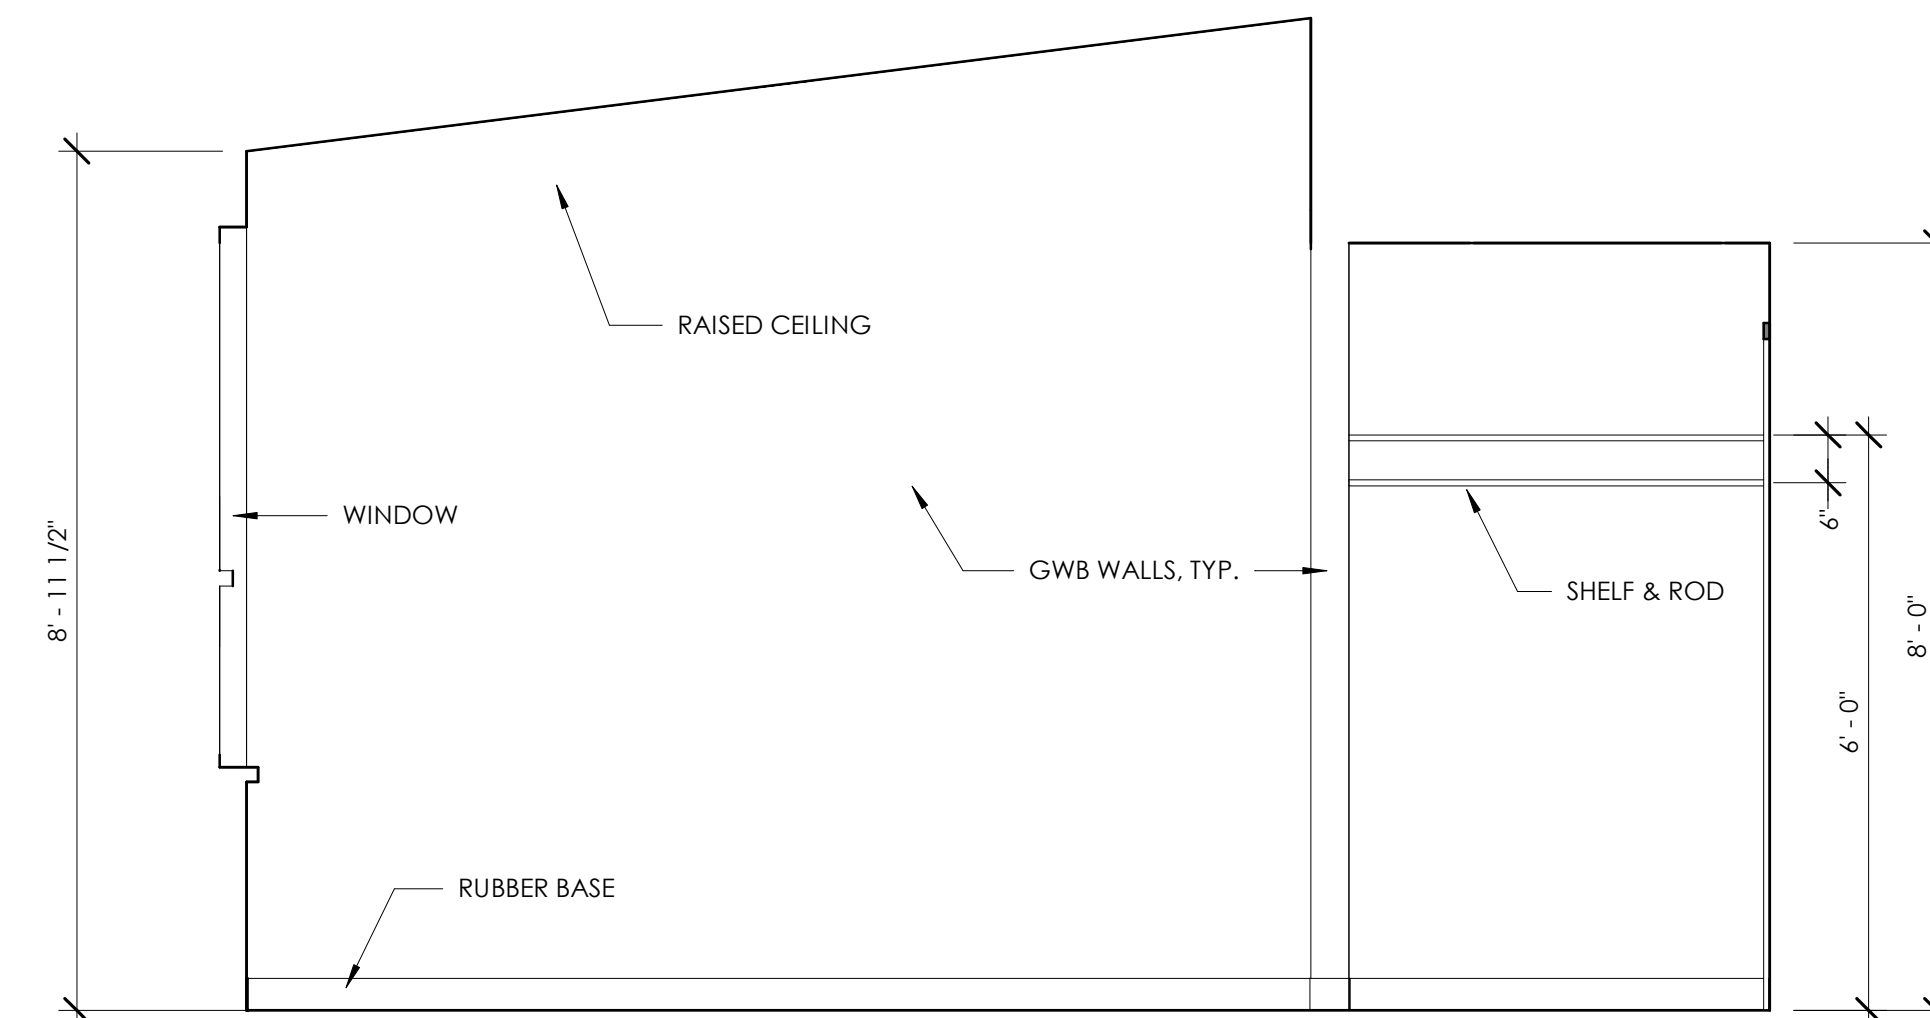 RAISED CEILING
WINDOW
8' - 11 1/2"
GWB WALLS, TYP.
6"
SHELF & ROD
8' - 0"
6' - 0"
RUBBER BASE